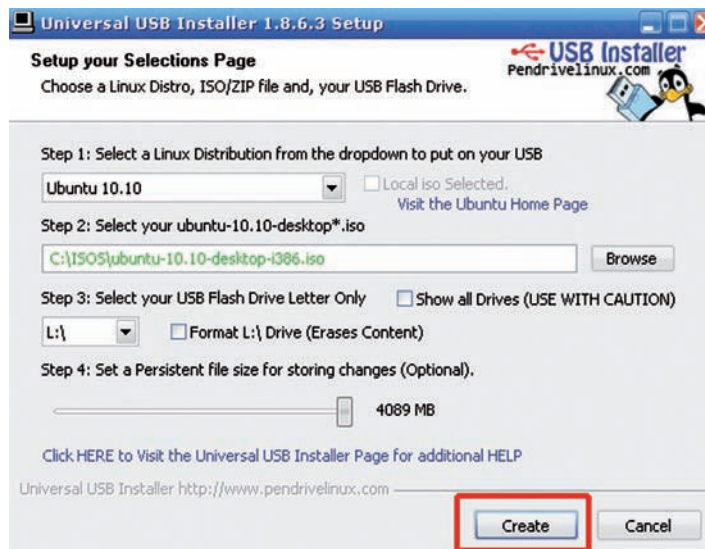 Universal USB Installer 1.8.6.3 Setup
Setup your Selections Page
Choose a Linux Distro, ISO/ZIP file and, your USB Flash Drive.
USB Installer
Pendrivelinux.com
Step 1: Select a Linux Distribution from the dropdown to put on your USB
Ubuntu 10.10
Local iso Selected.
Visit the Ubuntu Home Page
Step 2: Select your ubuntu-10.10-desktop*.iso
C:\ISOS\ubuntu-10.10-desktop-i386.iso
Browse
Step 3: Select your USB Flash Drive Letter Only
Show all Drives (USE WITH CAUTION)
L:\
Format L:\ Drive (Erases Content)
Step 4: Set a Persistent file size for storing changes (Optional).
4089 MB
Click HERE to Visit the Universal USB Installer Page for additional HELP
Universal USB Installer http://www.pendrivelinux.com
Create
Cancel